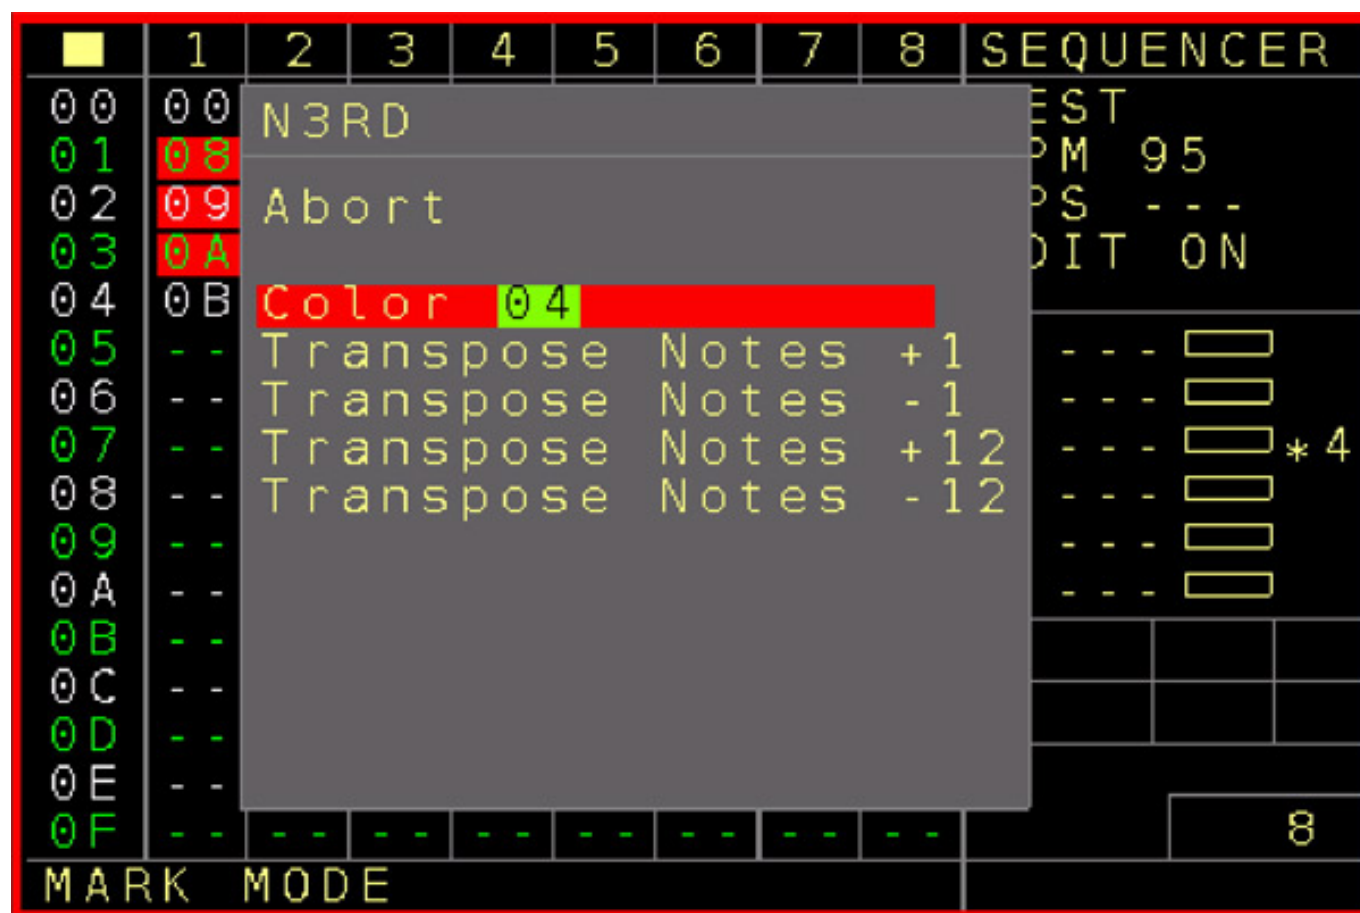 1 2 3 4 5 6 7 8 SEQUENCER
00 00 N3RD EST
01 08 PM 95
02 09 Abort PS ---
03 0A DIT ON
04 0B Color 04
05 -- Transpose Notes +1 ---
06 -- Transpose Notes -1 ---
07 -- Transpose Notes +12 --- *4
08 -- Transpose Notes -12 ---
09 -- ---
0A -- ---
0B --
0C --
0D --
0E --
0F -- -- -- -- -- -- -- -- 8
MARK MODE